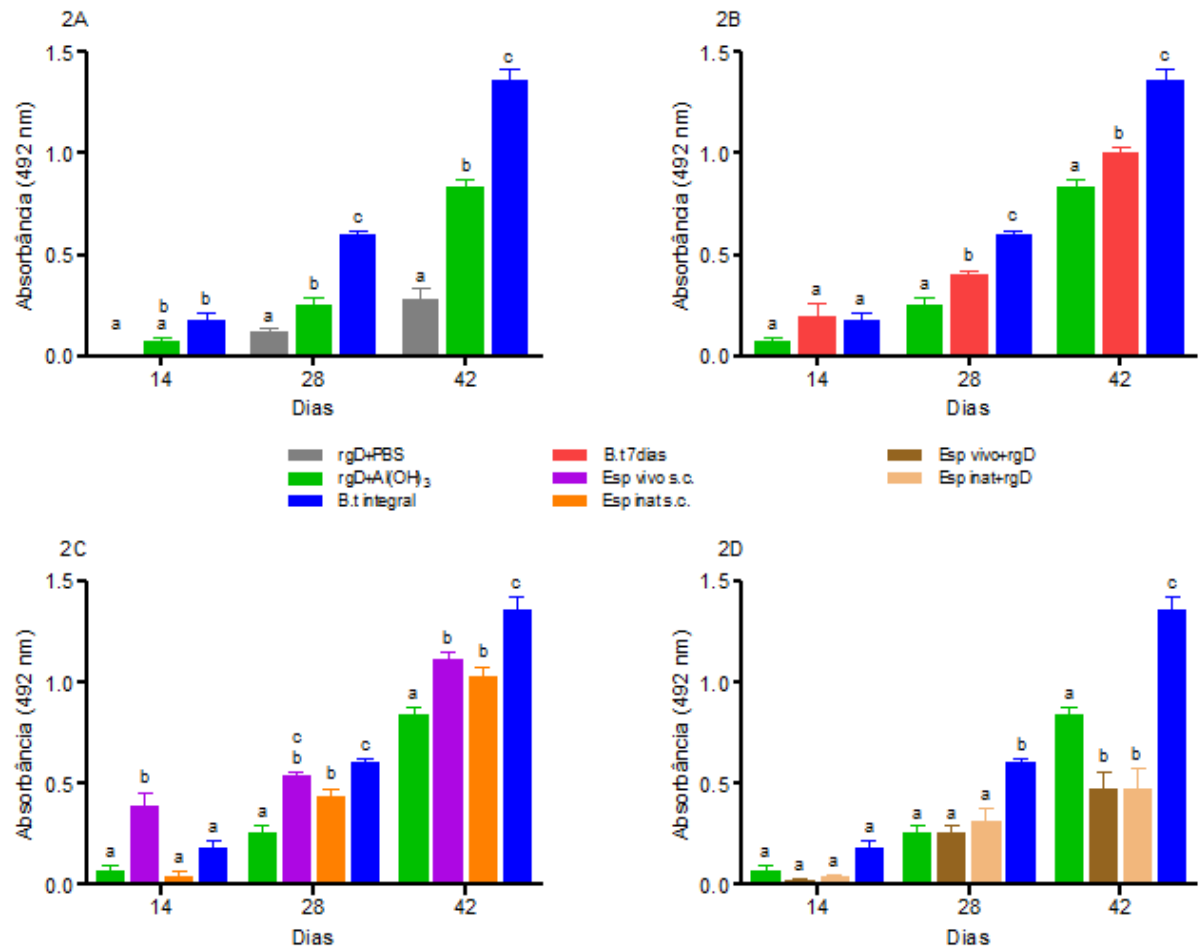 2A
Absorbância (492 nm)
1.5
1.0
0.5
0.0
a
b
a
b
a
b
c
a
b
c
14
28
42
Dias
2B
Absorbância (492 nm)
1.5
1.0
0.5
0.0
a
a
a
a
b
c
a
b
c
14
28
42
Dias
rgD+PBS
rgD+Al(OH)₃
B.t integral
B.t 7dias
Esp vivo s.c.
Esp inat s.c.
Esp vivo+rgD
Esp inat+rgD
2C
Absorbância (492 nm)
1.5
1.0
0.5
0.0
a
b
a
a
a
c
b
b
c
a
b
b
c
14
28
42
Dias
2D
Absorbância (492 nm)
1.5
1.0
0.5
0.0
a
a
a
a
a
a
a
b
a
b
b
c
14
28
42
Dias